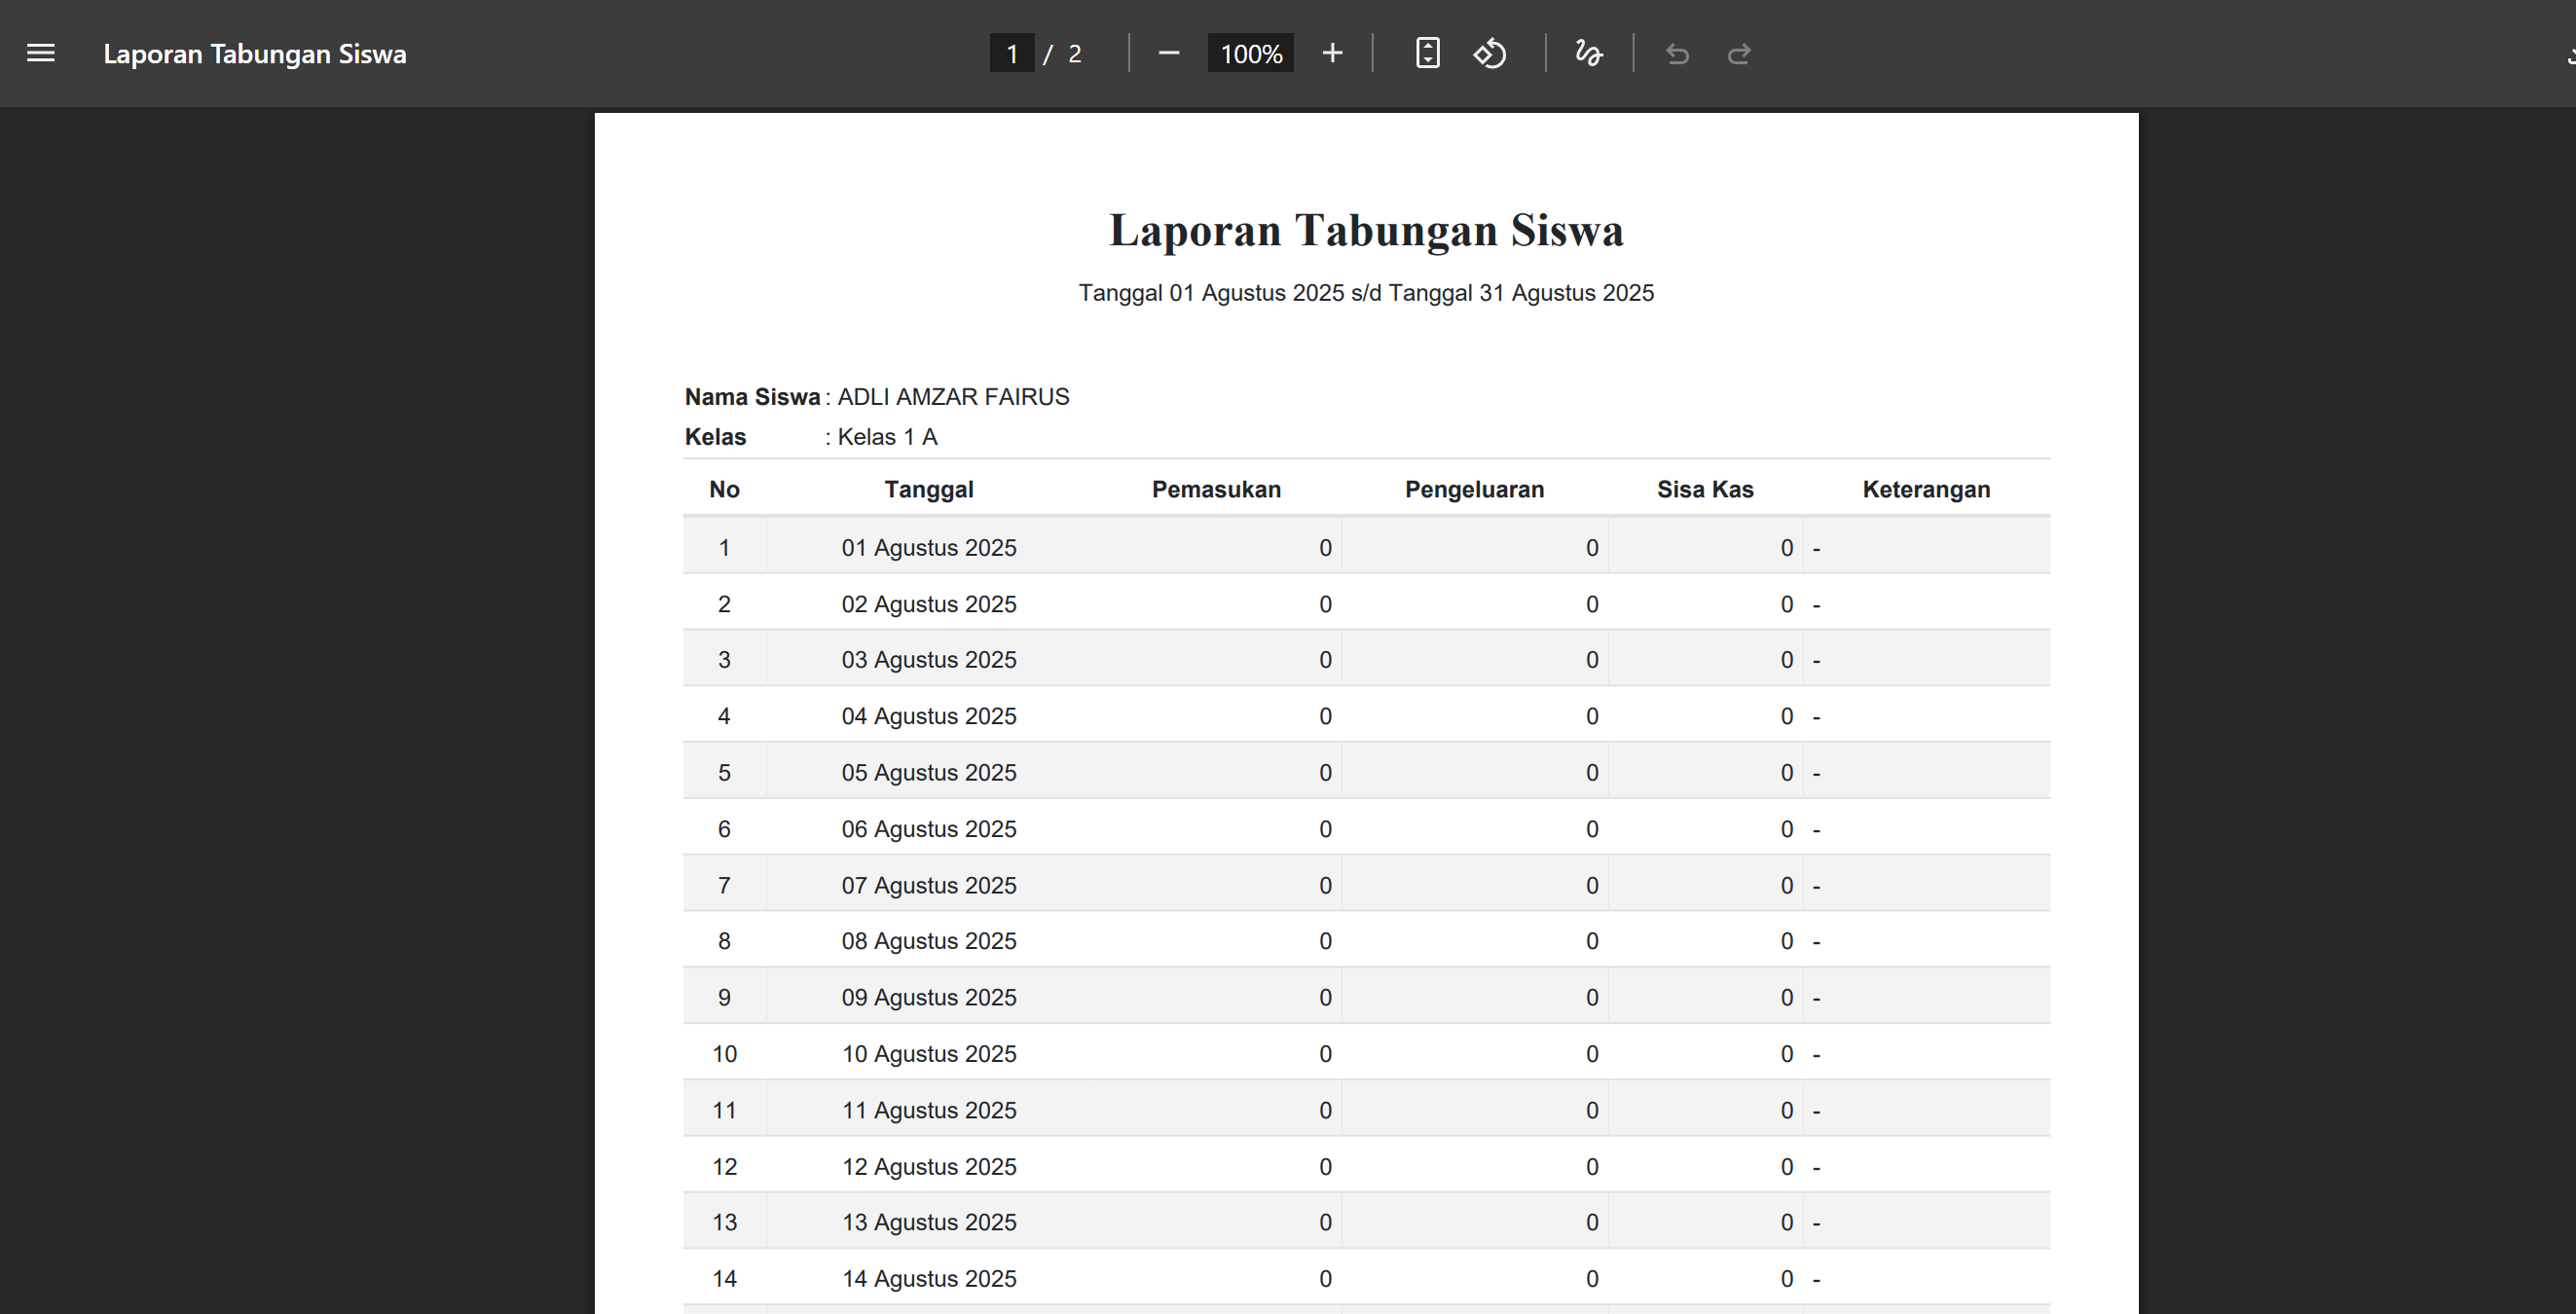 Laporan Tabungan Siswa
1 / 2
100%
Laporan Tabungan Siswa
Tanggal 01 Agustus 2025 s/d Tanggal 31 Agustus 2025
Nama Siswa : ADLI AMZAR FAIRUS
Kelas : Kelas 1 A
No Tanggal Pemasukan Pengeluaran Sisa Kas Keterangan
1 01 Agustus 2025 0 0 0 -
2 02 Agustus 2025 0 0 0 -
3 03 Agustus 2025 0 0 0 -
4 04 Agustus 2025 0 0 0 -
5 05 Agustus 2025 0 0 0 -
6 06 Agustus 2025 0 0 0 -
7 07 Agustus 2025 0 0 0 -
8 08 Agustus 2025 0 0 0 -
9 09 Agustus 2025 0 0 0 -
10 10 Agustus 2025 0 0 0 -
11 11 Agustus 2025 0 0 0 -
12 12 Agustus 2025 0 0 0 -
13 13 Agustus 2025 0 0 0 -
14 14 Agustus 2025 0 0 0 -